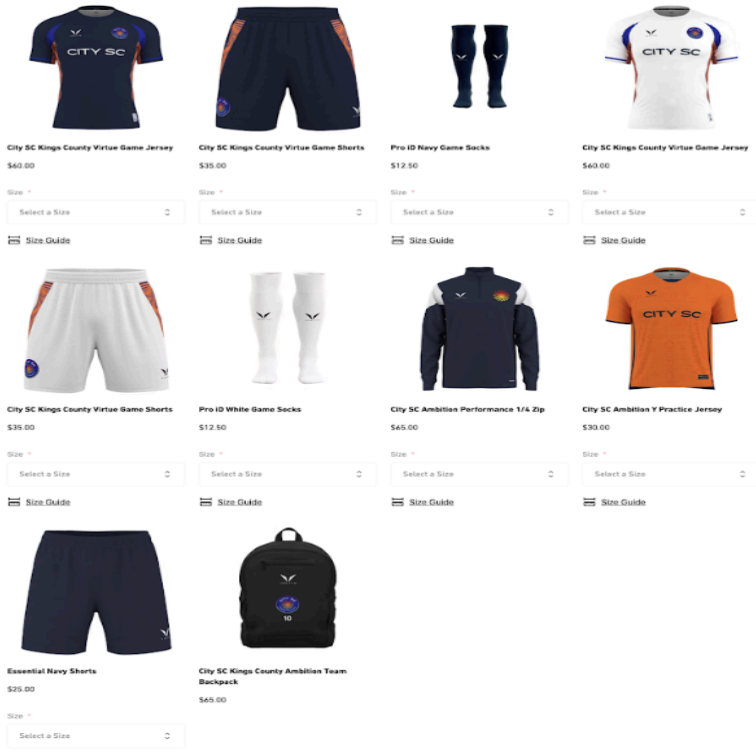 CITY SC
CITY SC
City SC Kings County Virtue Game Jersey
City SC Kings County Virtue Game Shorts
Pro iD Navy Game Socks
City SC Kings County Virtue Game Jersey
$60.00
$35.00
$12.50
$60.00
Size *
Size *
Size *
Size *
Select a Size
Select a Size
Select a Size
Select a Size
Size Guide
Size Guide
Size Guide
Size Guide
CITY SC
City SC Kings County Virtue Game Shorts
Pro iD White Game Socks
City SC Ambition Performance 1/4 Zip
City SC Ambition Y Practice Jersey
$35.00
$12.50
$65.00
$30.00
Size *
Size *
Size *
Size *
Select a Size
Select a Size
Select a Size
Select a Size
Size Guide
Size Guide
Size Guide
Size Guide
10
Essential Navy Shorts
City SC Kings County Ambition Team
Backpack
$25.00
$65.00
Size *
Select a Size